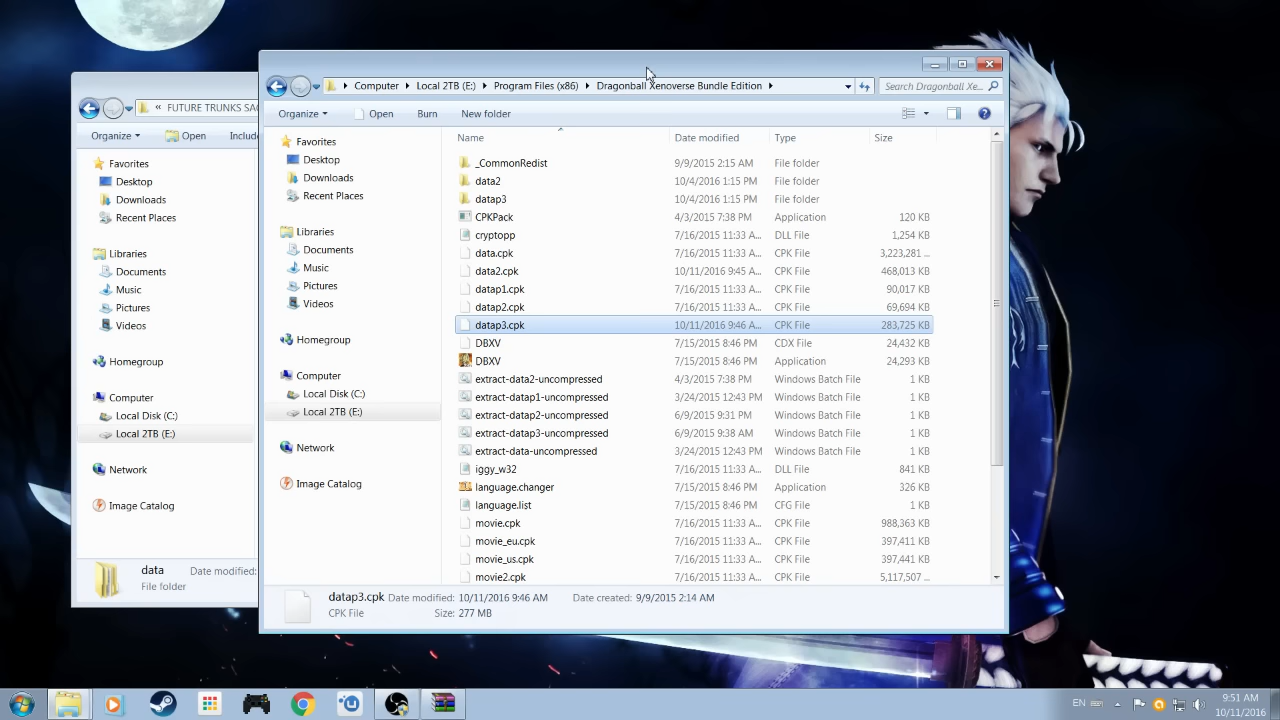 Computer Local 2TB (E:) Program Files (x86) Dragonball Xenoverse Bundle Edition Search Dragonball Xe...
Organize Open Burn New folder
Favorites
Desktop
Downloads
Recent Places
Libraries
Documents
Music
Pictures
Videos
Homegroup
Computer
Local Disk (C:)
Local 2TB (E:)
Network
Image Catalog
Name Date modified Type Size
_CommonRedist 9/9/2015 2:15 AM File folder
data2 10/4/2016 1:15 PM File folder
datap3 10/4/2016 1:15 PM File folder
CPKPack 4/3/2015 7:38 PM Application 120 KB
cryptopp 7/16/2015 11:33 A... DLL File 1,254 KB
data.cpk 7/16/2015 11:33 A... CPK File 3,223,281 ...
data2.cpk 10/11/2016 9:45 A... CPK File 468,013 KB
datap1.cpk 7/16/2015 11:33 A... CPK File 90,017 KB
datap2.cpk 7/16/2015 11:33 A... CPK File 69,694 KB
datap3.cpk 10/11/2016 9:46 A... CPK File 283,725 KB
DBXV 7/15/2015 8:46 PM CDX File 24,432 KB
DBXV 7/15/2015 8:46 PM Application 24,293 KB
extract-data2-uncompressed 4/3/2015 7:38 PM Windows Batch File 1 KB
extract-datap1-uncompressed 3/24/2015 12:43 PM Windows Batch File 1 KB
extract-datap2-uncompressed 6/9/2015 9:31 PM Windows Batch File 1 KB
extract-datap3-uncompressed 6/9/2015 9:38 AM Windows Batch File 1 KB
extract-data-uncompressed 3/24/2015 12:43 PM Windows Batch File 1 KB
iggy_w32 7/16/2015 11:33 A... DLL File 841 KB
language.changer 7/15/2015 8:46 PM Application 326 KB
language.list 7/15/2015 8:46 PM CFG File 1 KB
movie.cpk 7/16/2015 11:33 A... CPK File 988,363 KB
movie_eu.cpk 7/16/2015 11:33 A... CPK File 397,411 KB
movie_us.cpk 7/16/2015 11:33 A... CPK File 397,441 KB
movie2.cpk 7/16/2015 11:33 A... CPK File 5,117,507 ...
datap3.cpk Date modified: 10/11/2016 9:46 AM Date created: 9/9/2015 2:14 AM
CPK File Size: 277 MB
« FUTURE TRUNKS SAG
Organize Open Include
Favorites
Desktop
Downloads
Recent Places
Libraries
Documents
Music
Pictures
Videos
Homegroup
Computer
Local Disk (C:)
Local 2TB (E:)
Network
Image Catalog
data Date modified:
File folder
EN
9:51 AM
10/11/2016